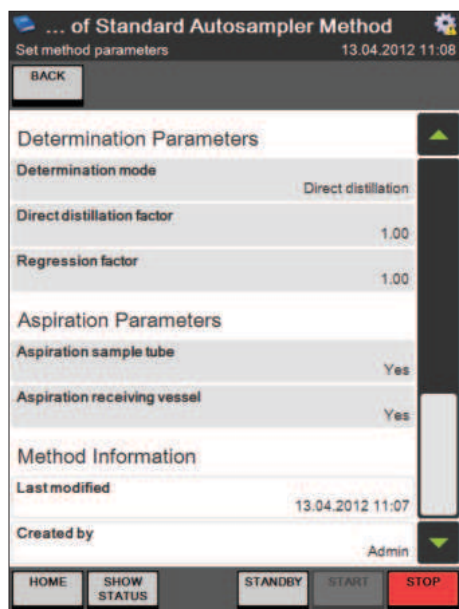 ... of Standard Autosampler Method
Set method parameters 13.04.2012 11:08
BACK
Determination Parameters
Determination mode
Direct distillation
Direct distillation factor
1.00
Regression factor
1.00
Aspiration Parameters
Aspiration sample tube
Yes
Aspiration receiving vessel
Yes
Method Information
Last modified
13.04.2012 11:07
Created by
Admin
HOME SHOW STATUS STANDBY START STOP